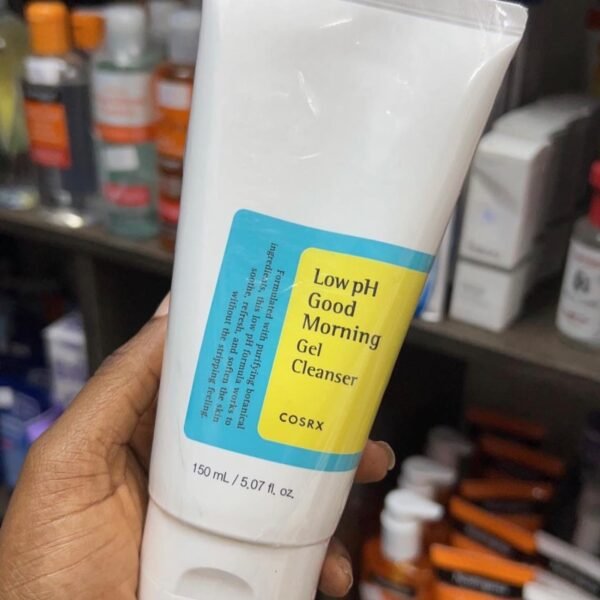 Low pH
Good
Morning
Gel
Cleanser
COSRX
Formulated with purifying botanical
ingredients, this low pH formula works to
soothe, refresh, and soften the skin
without the stripping feeling.
150 mL / 5.07 fl. oz.